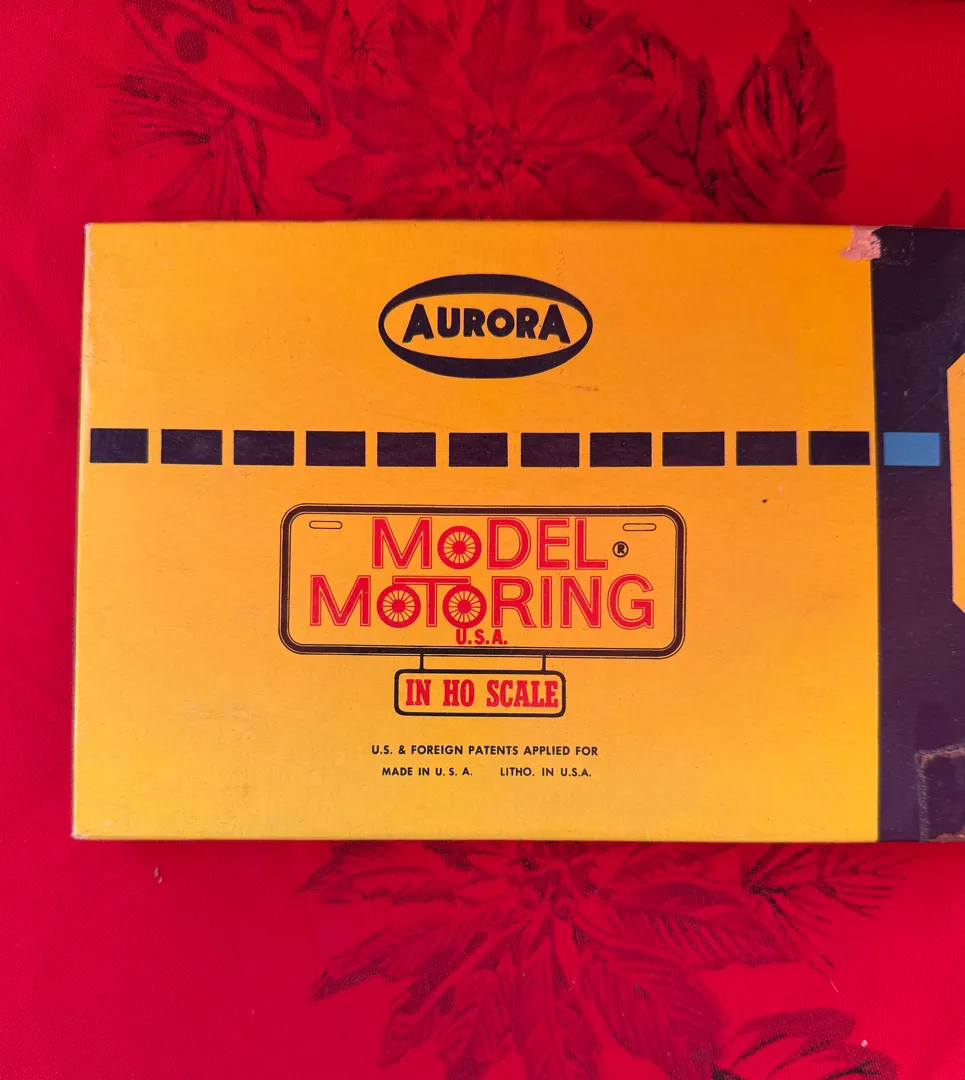 AURORA
MODEL ®
MOTORING
U.S.A.
IN HO SCALE
U.S. & FOREIGN PATENTS APPLIED FOR
MADE IN U. S. A. LITHO. IN U.S.A.